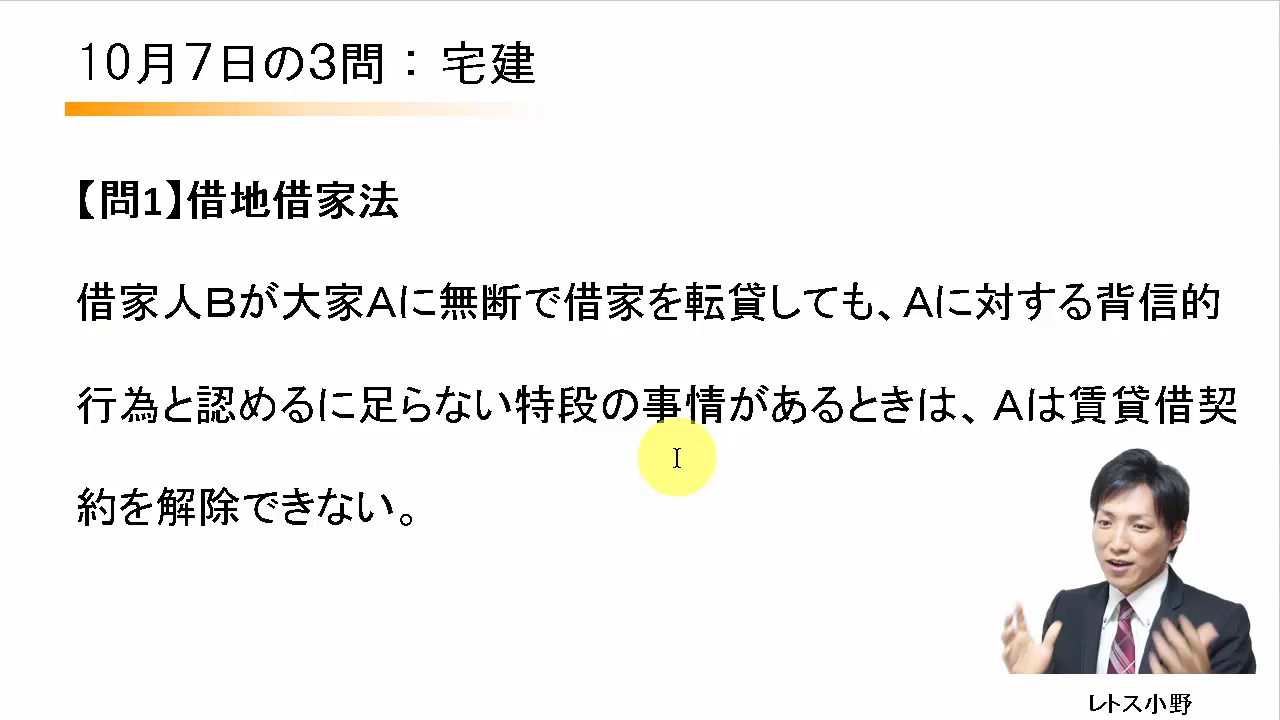 10月7日の3問：宅建
【問1】借地借家法
借家人Bが大家Aに無断で借家を転貸しても、Aに対する背信的
行為と認めるに足らない特段の事情があるときは、Aは賃貸借契
約を解除できない。
レトス小野